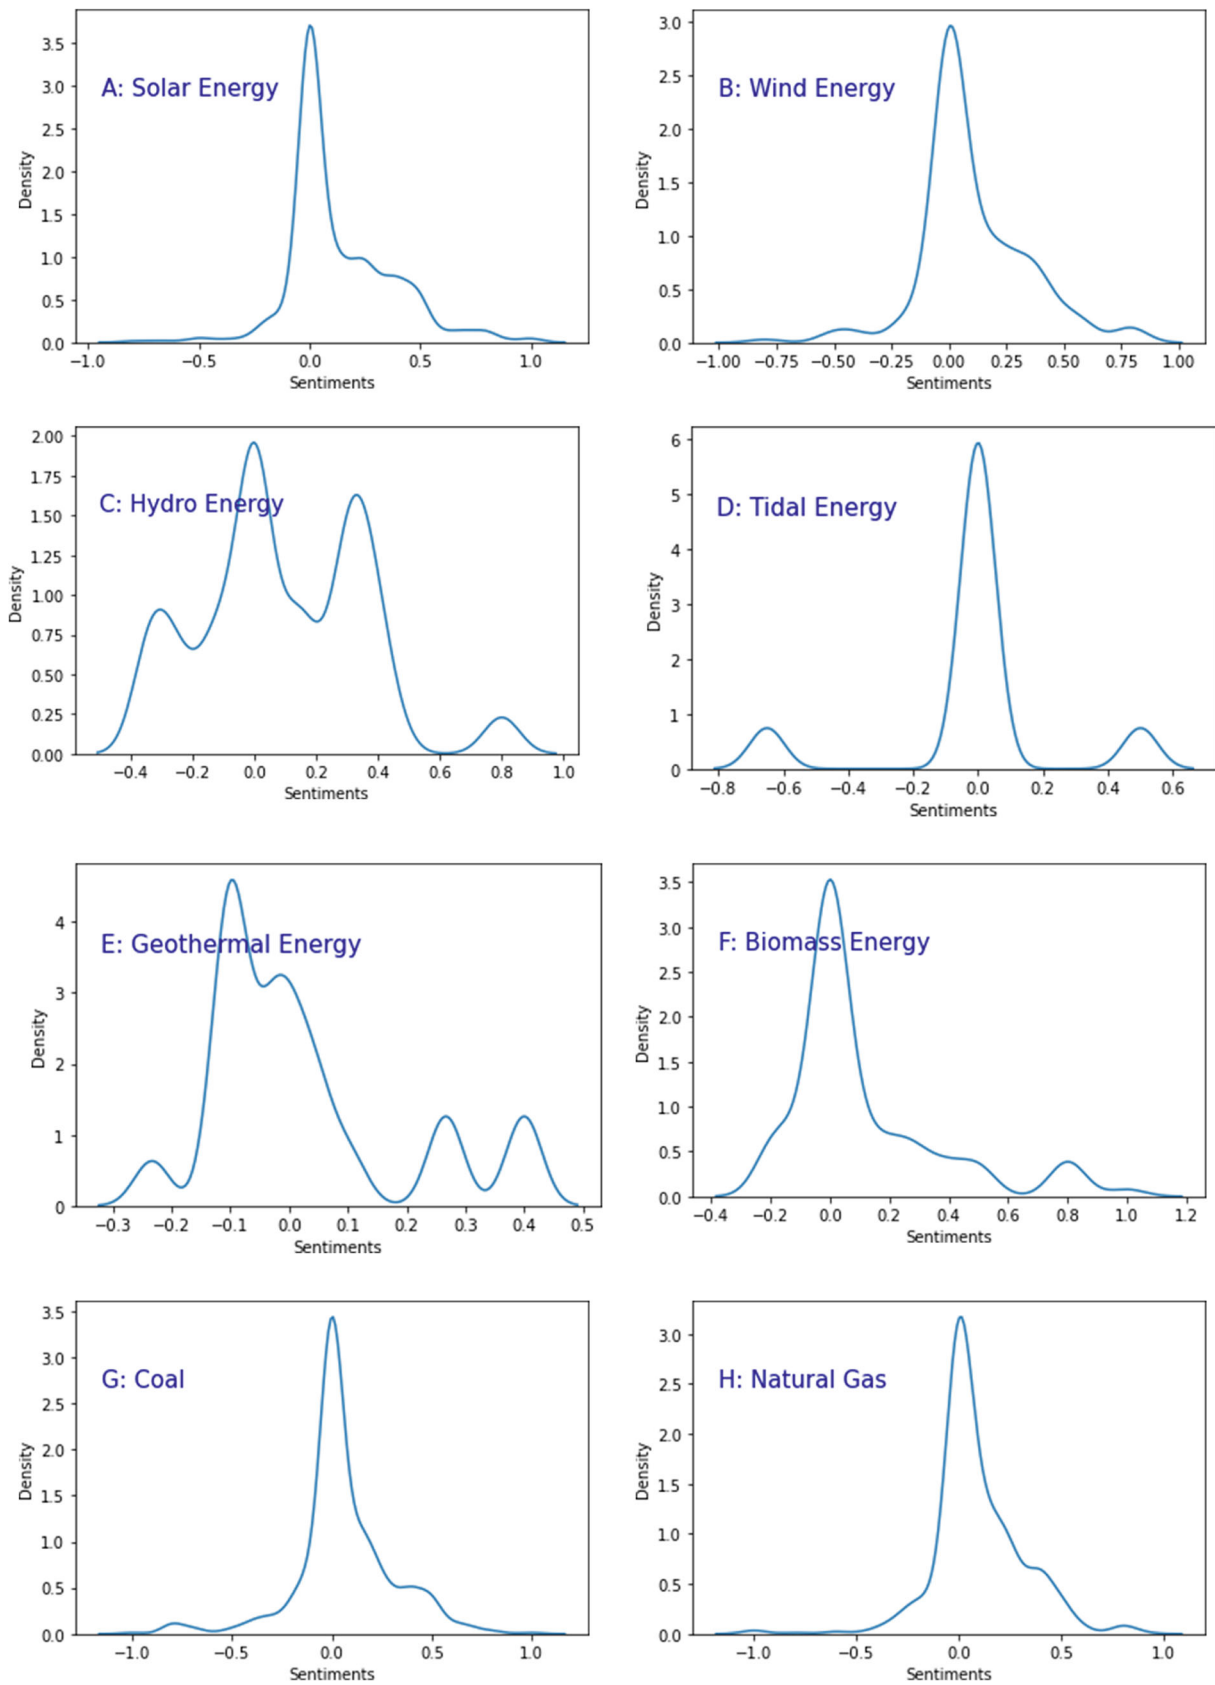 3.5
3.0
2.5
2.0
1.5
1.0
0.5
0.0
Density
A: Solar Energy
−1.0 −0.5 0.0 0.5 1.0
Sentiments
3.0
2.5
2.0
1.5
1.0
0.5
0.0
Density
B: Wind Energy
−1.00 −0.75 −0.50 −0.25 0.00 0.25 0.50 0.75 1.00
Sentiments
2.00
1.75
1.50
1.25
1.00
0.75
0.50
0.25
0.00
Density
C: Hydro Energy
−0.4 −0.2 0.0 0.2 0.4 0.6 0.8 1.0
Sentiments
6
5
4
3
2
1
0
Density
D: Tidal Energy
−0.8 −0.6 −0.4 −0.2 0.0 0.2 0.4 0.6
Sentiments
4
3
2
1
0
Density
E: Geothermal Energy
−0.3 −0.2 −0.1 0.0 0.1 0.2 0.3 0.4 0.5
Sentiments
3.5
3.0
2.5
2.0
1.5
1.0
0.5
0.0
Density
F: Biomass Energy
−0.4 −0.2 0.0 0.2 0.4 0.6 0.8 1.0 1.2
Sentiments
3.5
3.0
2.5
2.0
1.5
1.0
0.5
0.0
Density
G: Coal
−1.0 −0.5 0.0 0.5 1.0
Sentiments
3.0
2.5
2.0
1.5
1.0
0.5
0.0
Density
H: Natural Gas
−1.0 −0.5 0.0 0.5 1.0
Sentiments